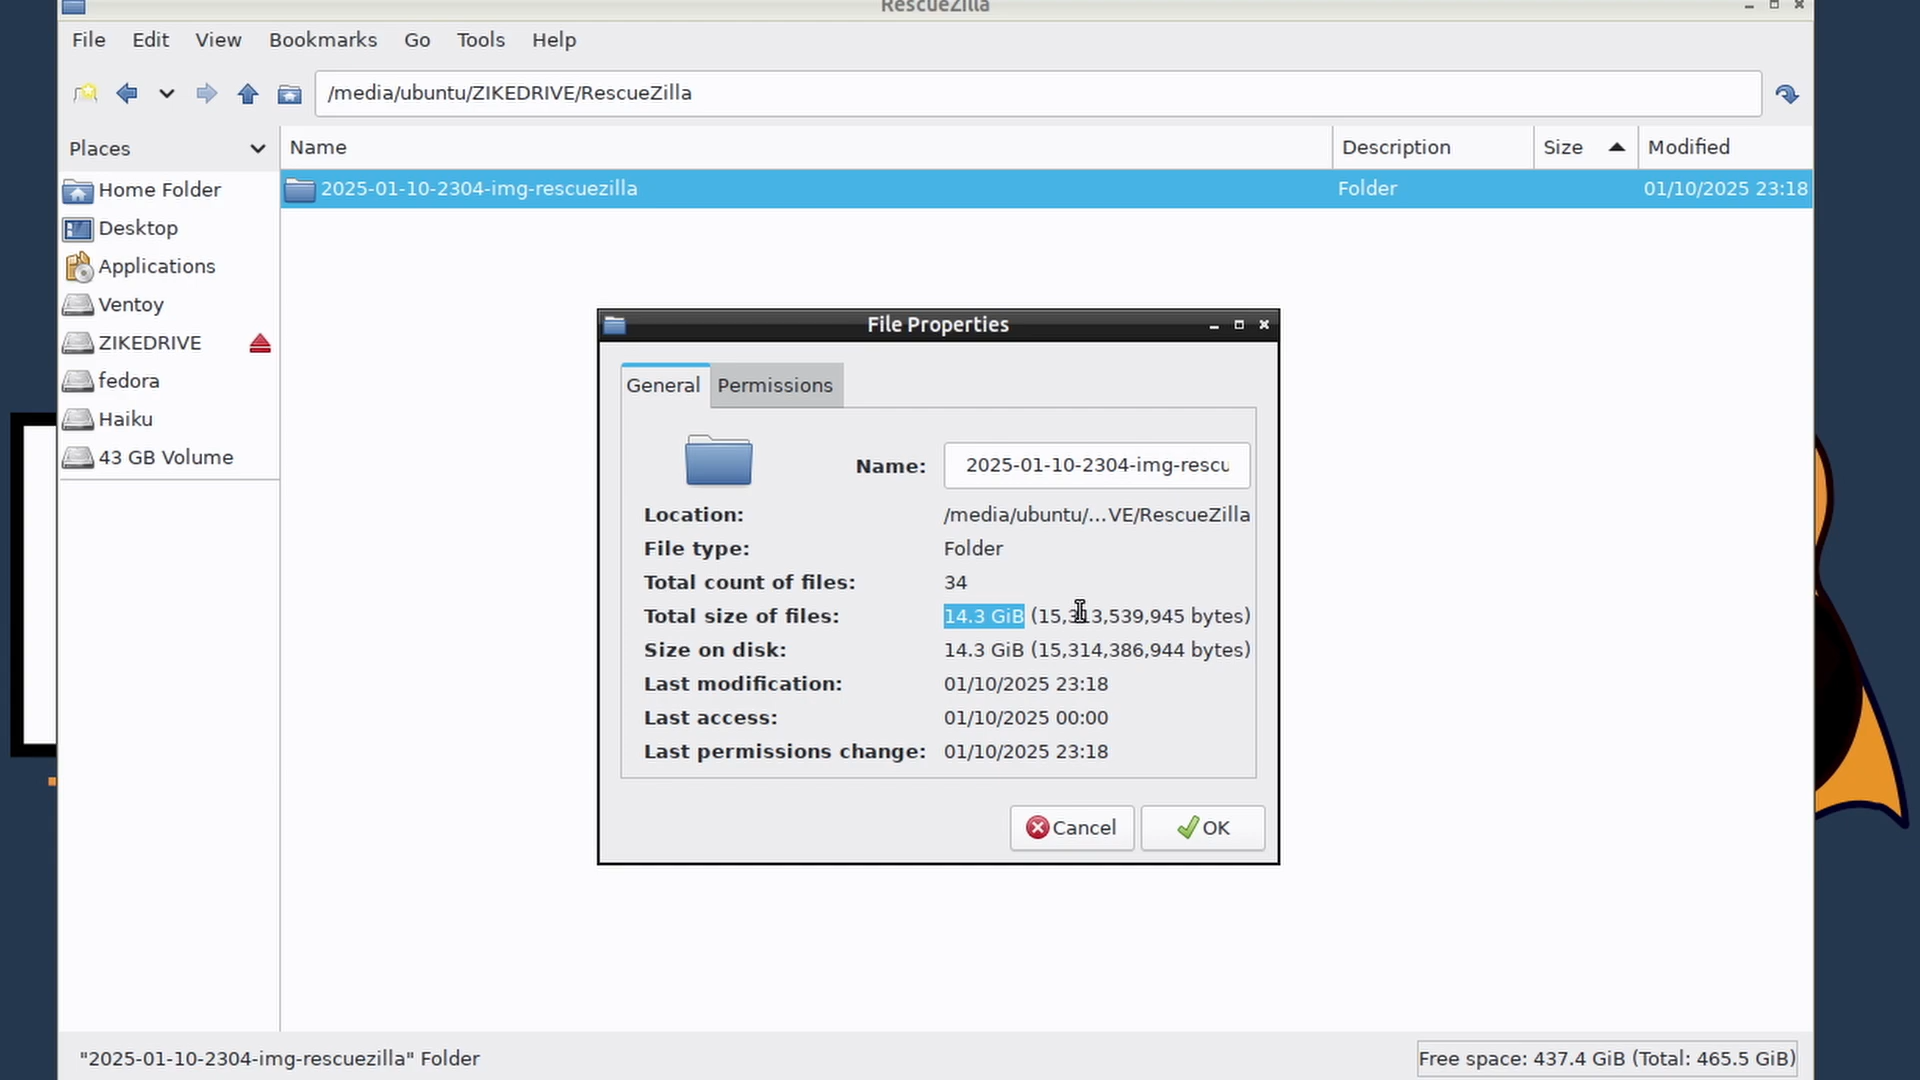 RescueZilla
File Edit View Bookmarks Go Tools Help
/media/ubuntu/ZIKEDRIVE/RescueZilla
Places
Name Description Size Modified
Home Folder
Desktop
Applications
Ventoy
ZIKEDRIVE
fedora
Haiku
43 GB Volume
2025-01-10-2304-img-rescuezilla Folder 01/10/2025 23:18
File Properties
General Permissions
Name: 2025-01-10-2304-img-rescu
Location: /media/ubuntu/...VE/RescueZilla
File type: Folder
Total count of files: 34
Total size of files: 14.3 GiB (15,313,539,945 bytes)
Size on disk: 14.3 GiB (15,314,386,944 bytes)
Last modification: 01/10/2025 23:18
Last access: 01/10/2025 00:00
Last permissions change: 01/10/2025 23:18
Cancel OK
"2025-01-10-2304-img-rescuezilla" Folder
Free space: 437.4 GiB (Total: 465.5 GiB)